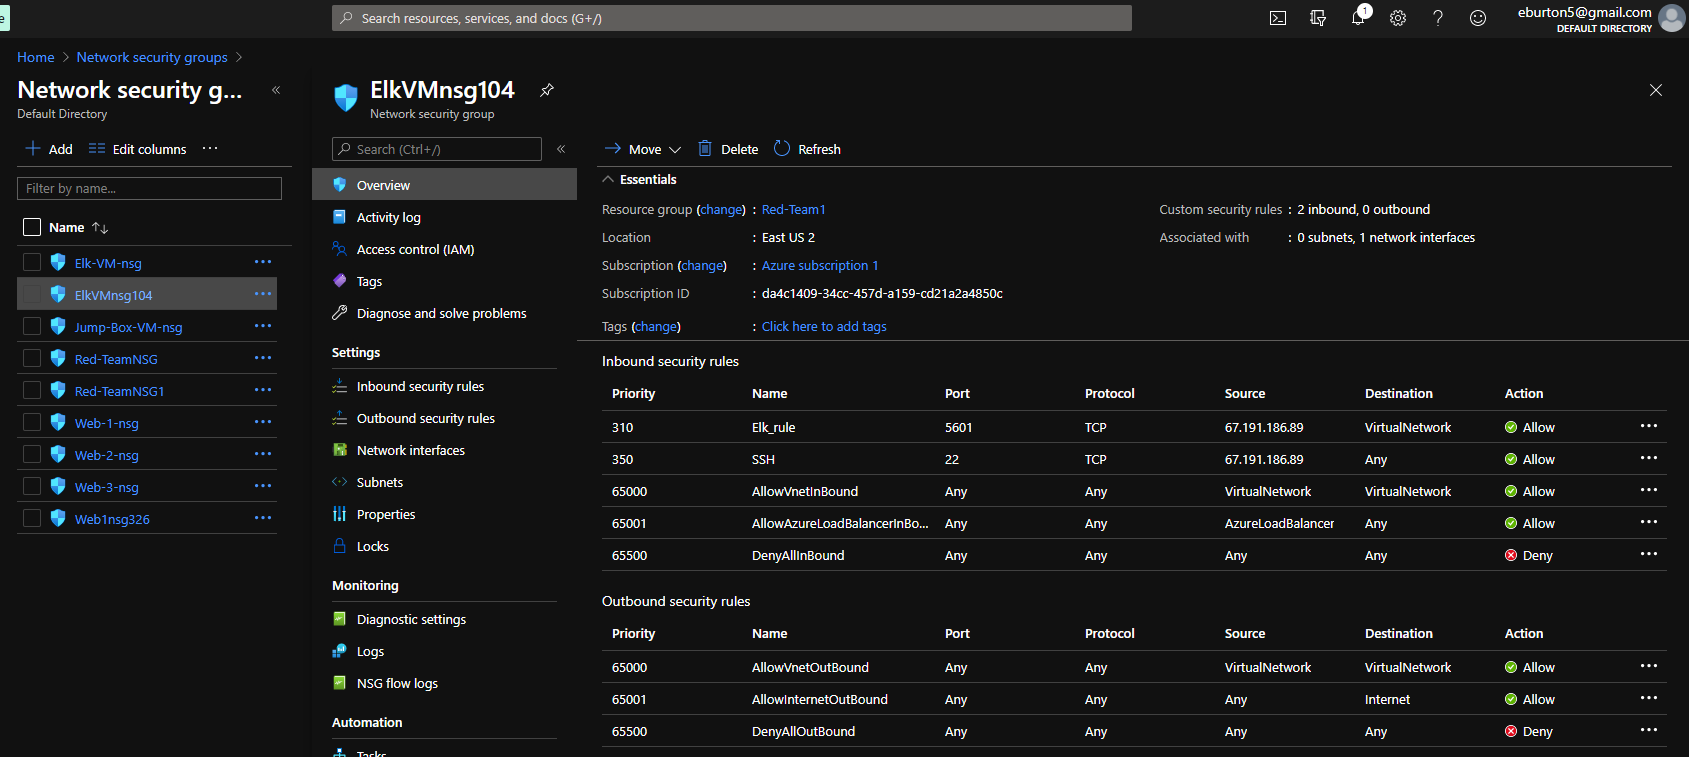 e
Search resources, services, and docs (G+/)
1
eburton5@gmail.com
DEFAULT DIRECTORY
Home > Network security groups >
Network security g... «
Default Directory
Add Edit columns ...
Filter by name...
Name ↑↓
Elk-VM-nsg ...
ElkVMnsg104 ...
Jump-Box-VM-nsg ...
Red-TeamNSG ...
Red-TeamNSG1 ...
Web-1-nsg ...
Web-2-nsg ...
Web-3-nsg ...
Web1nsg326 ...
ElkVMnsg104
Network security group
Search (Ctrl+/) «
Overview
Activity log
Access control (IAM)
Tags
Diagnose and solve problems
Settings
Inbound security rules
Outbound security rules
Network interfaces
Subnets
Properties
Locks
Monitoring
Diagnostic settings
Logs
NSG flow logs
Automation
Tasks
Move Delete Refresh
Essentials
Resource group (change) : Red-Team1
Location : East US 2
Subscription (change) : Azure subscription 1
Subscription ID : da4c1409-34cc-457d-a159-cd21a2a4850c
Tags (change) : Click here to add tags
Custom security rules : 2 inbound, 0 outbound
Associated with : 0 subnets, 1 network interfaces
Inbound security rules
Priority Name Port Protocol Source Destination Action
310 Elk_rule 5601 TCP 67.191.186.89 VirtualNetwork Allow ...
350 SSH 22 TCP 67.191.186.89 Any Allow ...
65000 AllowVnetInBound Any Any VirtualNetwork VirtualNetwork Allow ...
65001 AllowAzureLoadBalancerInBo... Any Any AzureLoadBalancer Any Allow ...
65500 DenyAllInBound Any Any Any Any Deny ...
Outbound security rules
Priority Name Port Protocol Source Destination Action
65000 AllowVnetOutBound Any Any VirtualNetwork VirtualNetwork Allow ...
65001 AllowInternetOutBound Any Any Any Internet Allow ...
65500 DenyAllOutBound Any Any Any Any Deny ...